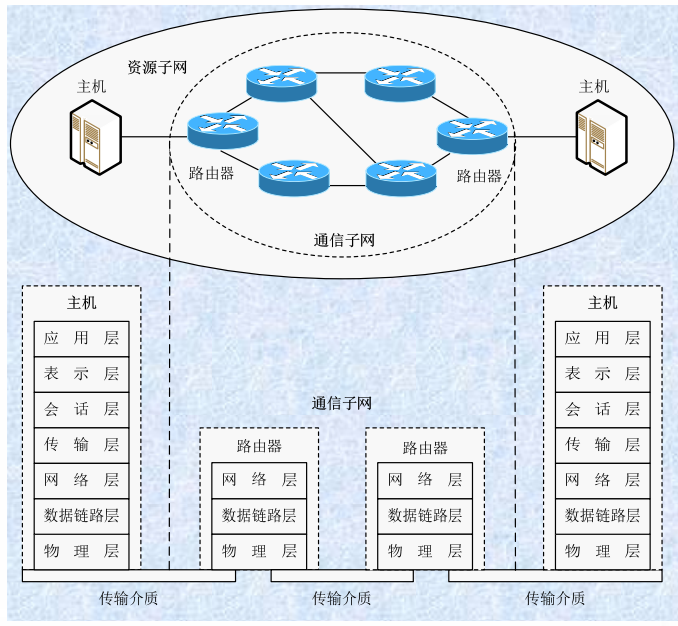 资源子网
主机
主机
路由器
路由器
通信子网
主机
应用层
表示层
会话层
传输层
网络层
数据链路层
物理层
通信子网
路由器
网络层
数据链路层
物理层
路由器
网络层
数据链路层
物理层
主机
应用层
表示层
会话层
传输层
网络层
数据链路层
物理层
传输介质
传输介质
传输介质